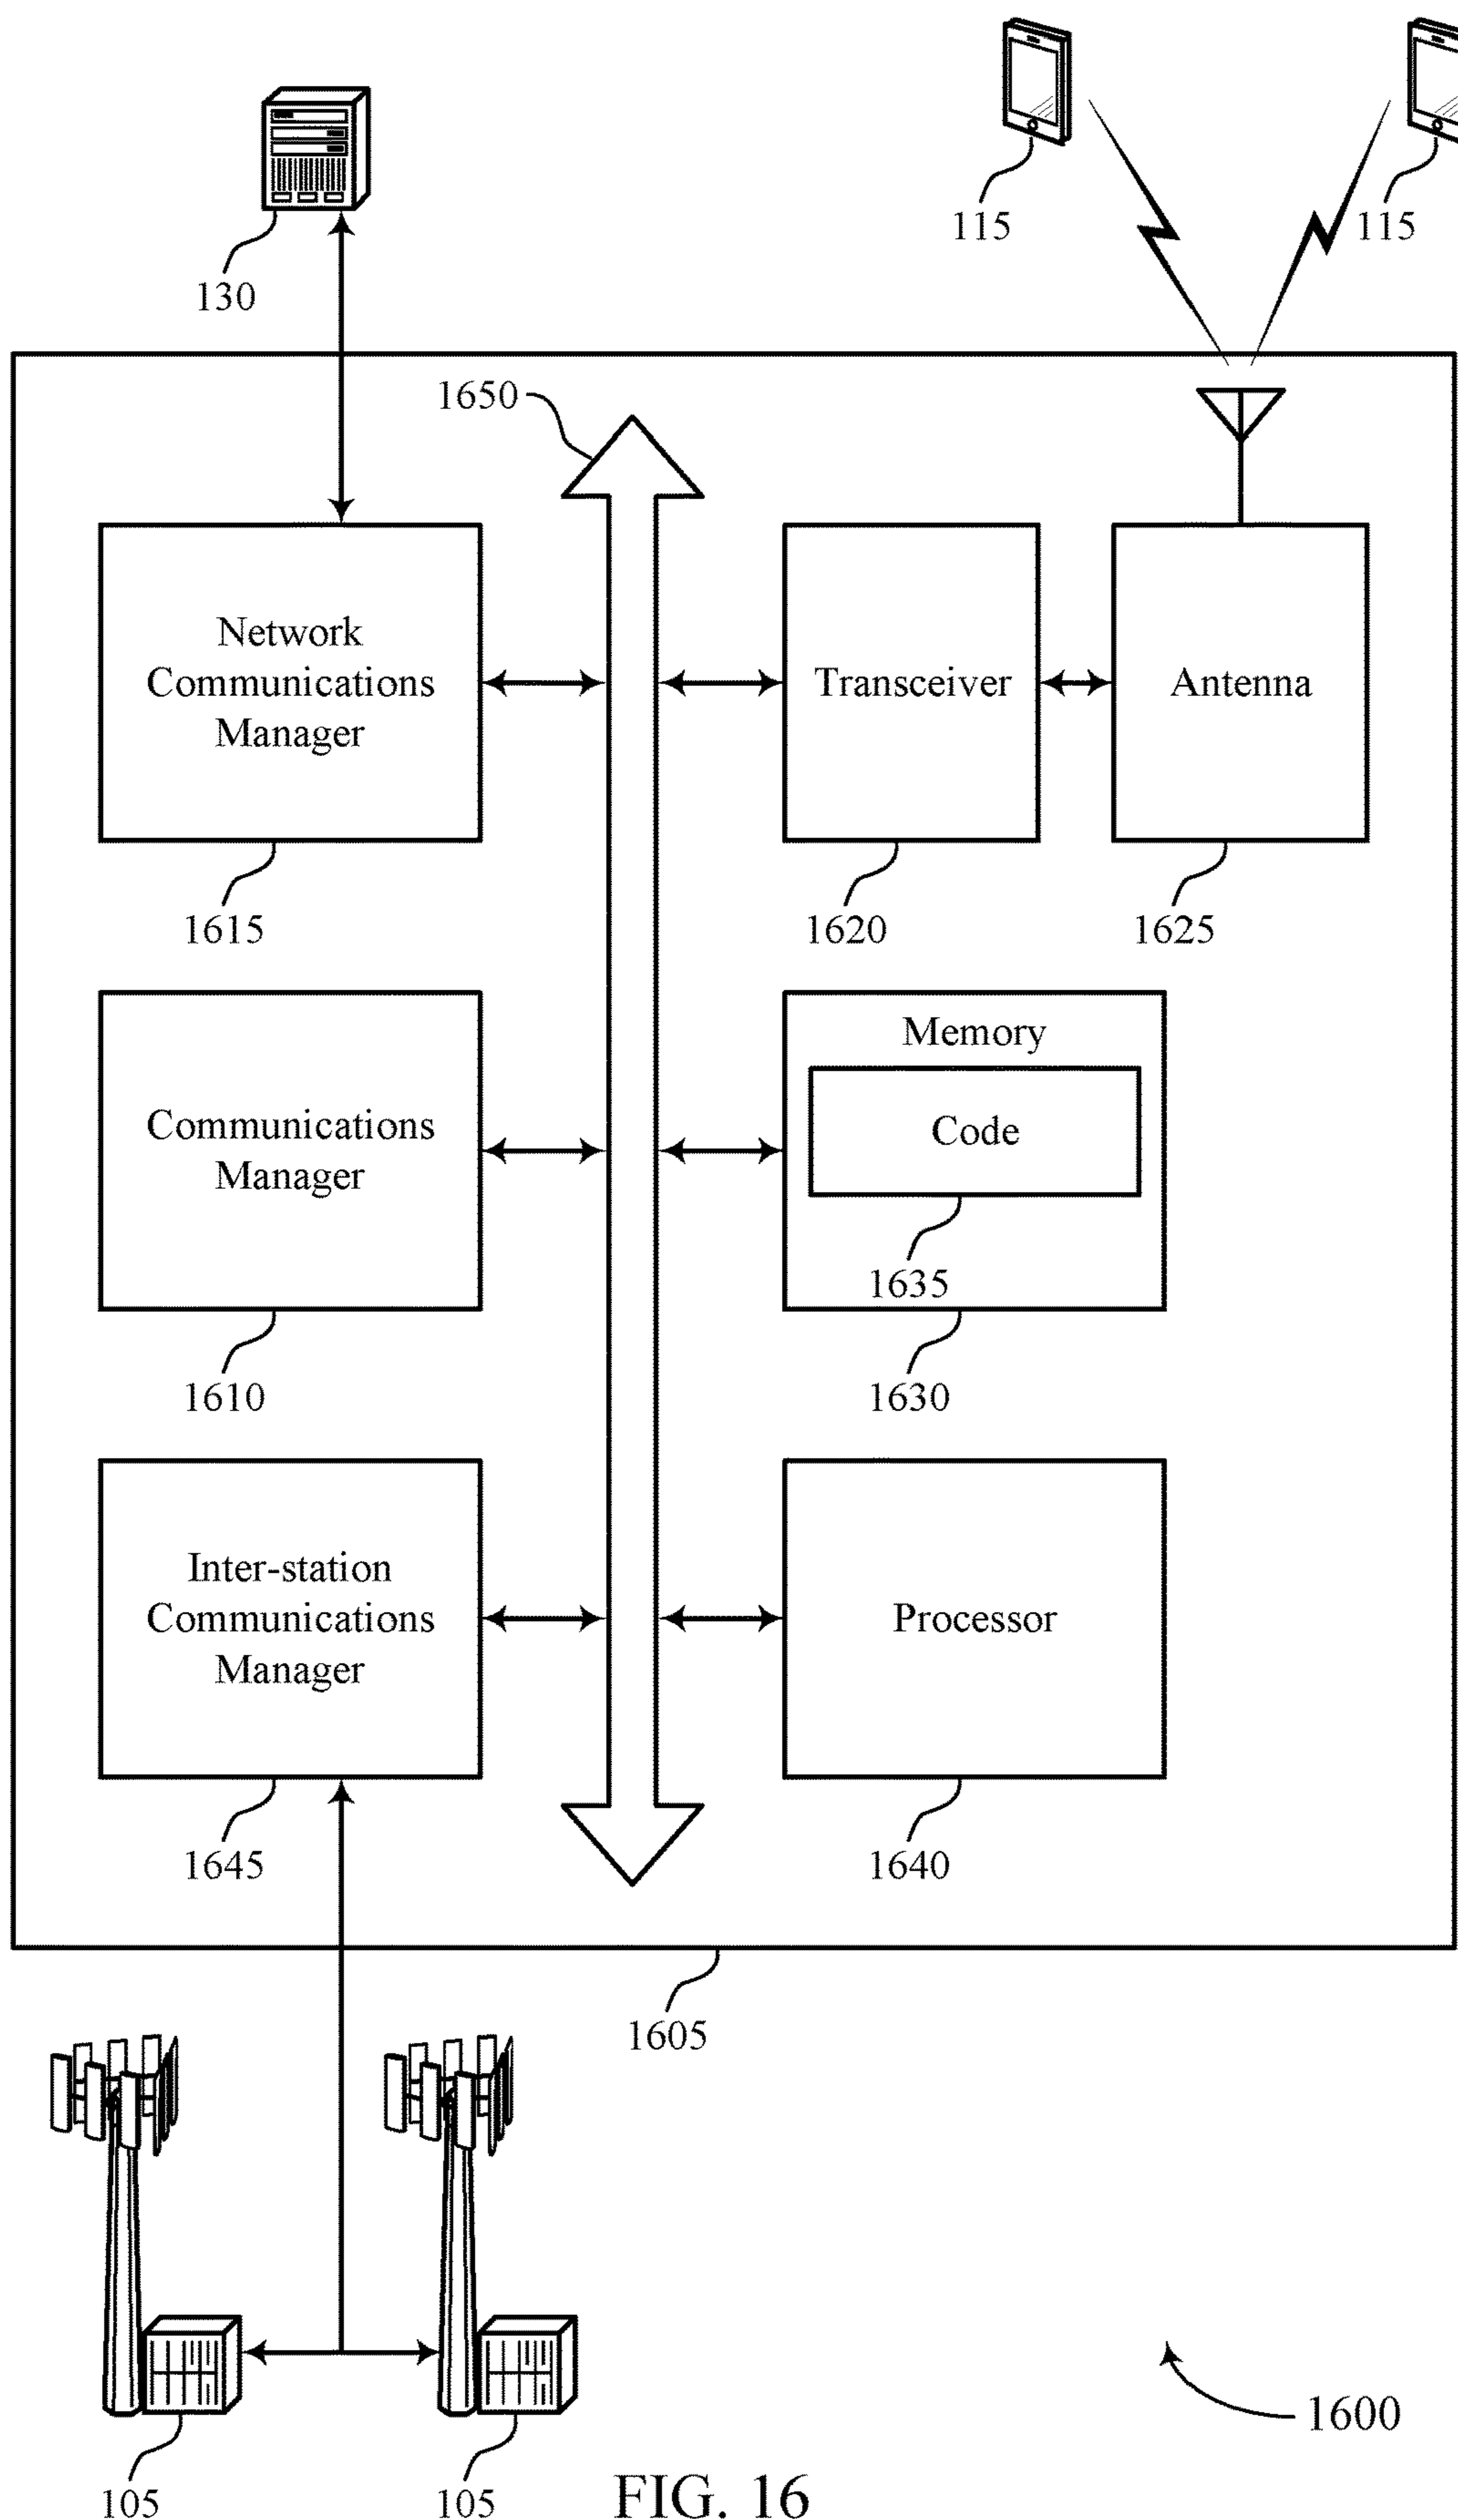 115
115
130
1650
Network
Communications
Manager
Transceiver
Antenna
1615
1620
1625
Communications
Manager
Memory
Code
1635
1610
1630
Inter-station
Communications
Manager
Processor
1645
1640
1605
1600
105
105
FIG. 16